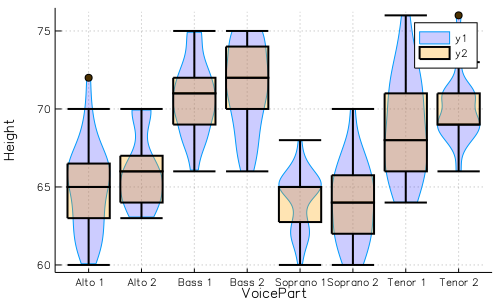 75
70
65
60
Height
y1
y2
Alto 1 Alto 2 Bass 1 Bass 2 Soprano 1 Soprano 2 Tenor 1 Tenor 2
VoicePart